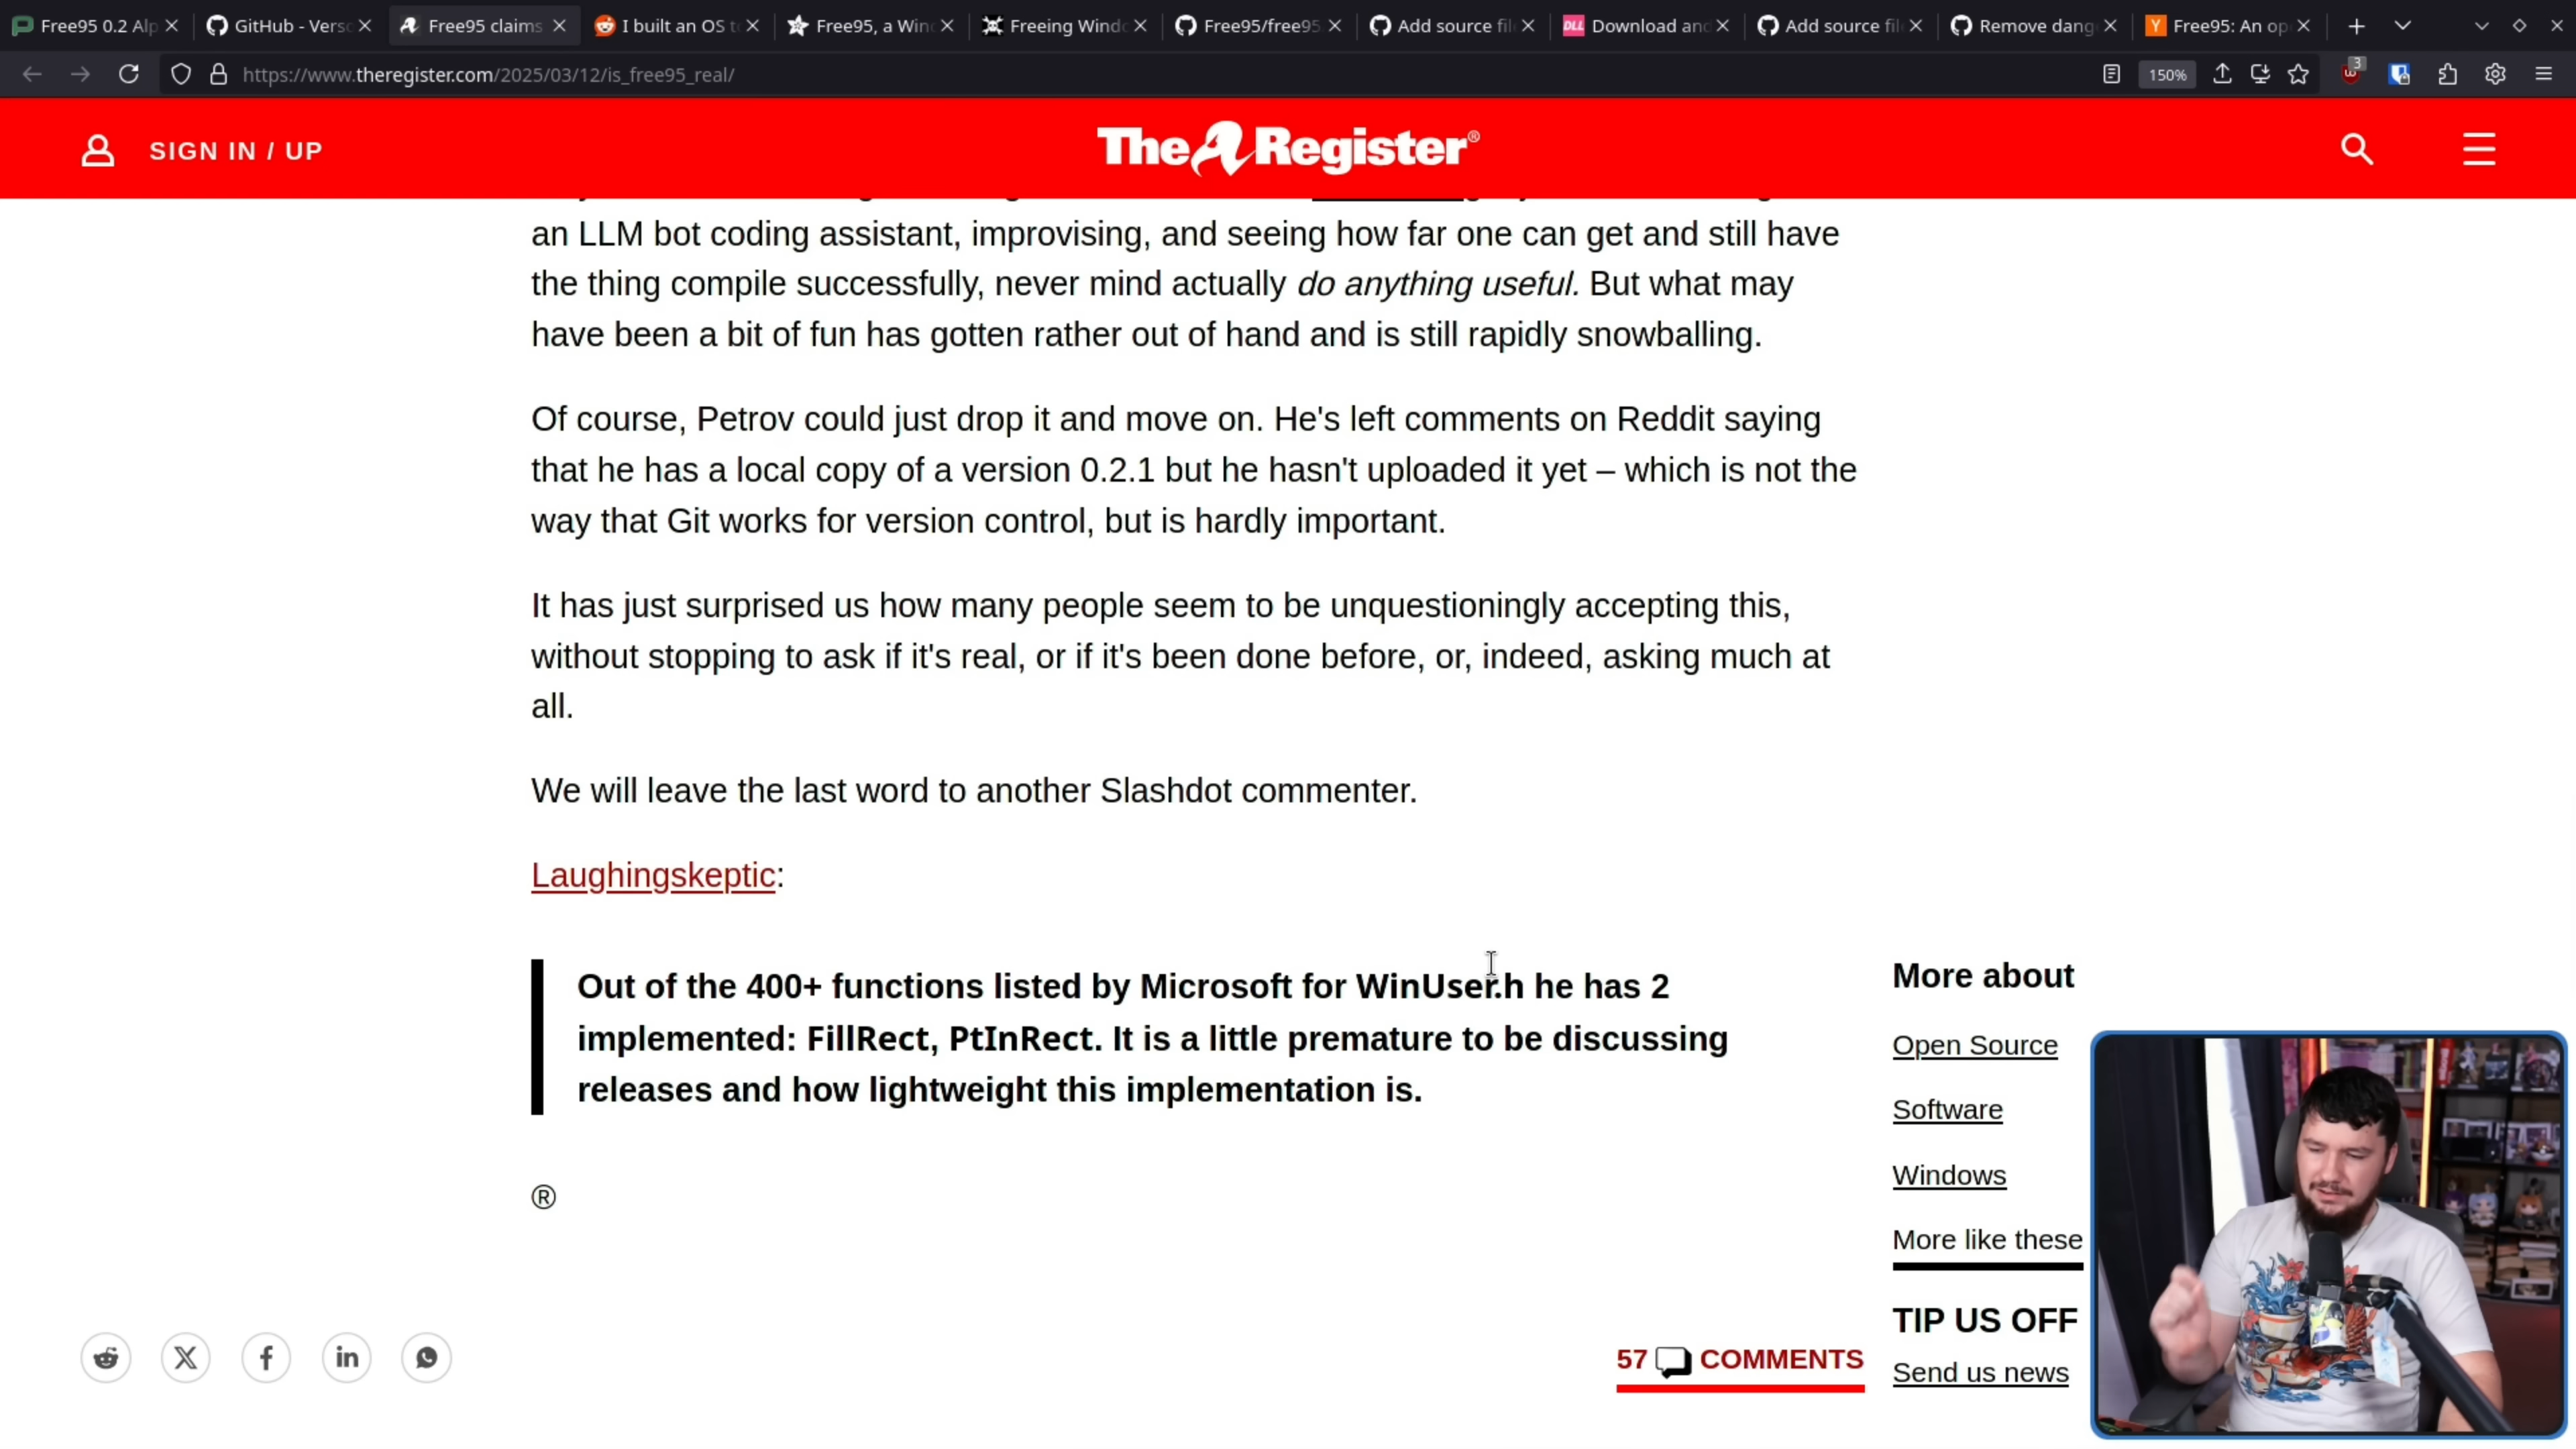 Free95 0.2 Alp
GitHub - Verso
Free95 claims
I built an OS t
Free95, a Win
Freeing Wind
Free95/free95
Add source fil
Download and
Add source fil
Remove dang
Free95: An op
https://www.theregister.com/2025/03/12/is_free95_real/
150%
3
SIGN IN / UP
The Register®
an LLM bot coding assistant, improvising, and seeing how far one can get and still have
the thing compile successfully, never mind actually do anything useful. But what may
have been a bit of fun has gotten rather out of hand and is still rapidly snowballing.
Of course, Petrov could just drop it and move on. He's left comments on Reddit saying
that he has a local copy of a version 0.2.1 but he hasn't uploaded it yet – which is not the
way that Git works for version control, but is hardly important.
It has just surprised us how many people seem to be unquestioningly accepting this,
without stopping to ask if it's real, or if it's been done before, or, indeed, asking much at
all.
We will leave the last word to another Slashdot commenter.
Laughingskeptic:
Out of the 400+ functions listed by Microsoft for WinUser.h he has 2
implemented: FillRect, PtInRect. It is a little premature to be discussing
releases and how lightweight this implementation is.
®
57 COMMENTS
More about
Open Source
Software
Windows
More like these
TIP US OFF
Send us news